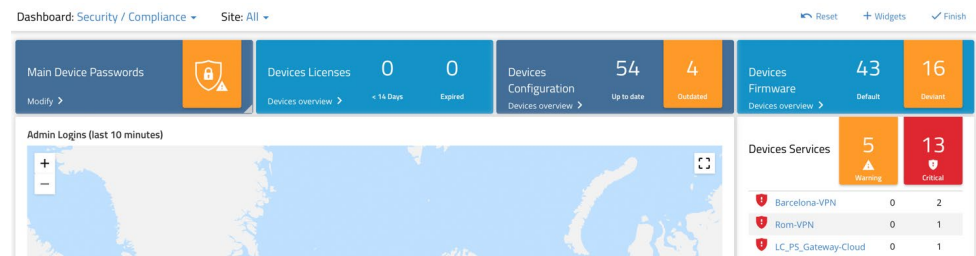 Dashboard: Security / Compliance Site: All Reset + Widgets Finish
Main Device Passwords
Modify >
Devices Licenses
Devices overview >
0 0
< 14 Days Expired
Devices
Configuration
Devices overview >
54 4
Up to date Outdated
Devices
Firmware
Devices overview >
43 16
Default Deviant
Admin Logins (last 10 minutes)
+
−
Devices Services
5 13
Warning Critical
Barcelona-VPN 0 2
Rom-VPN 0 1
LC_PS_Gateway-Cloud 0 1